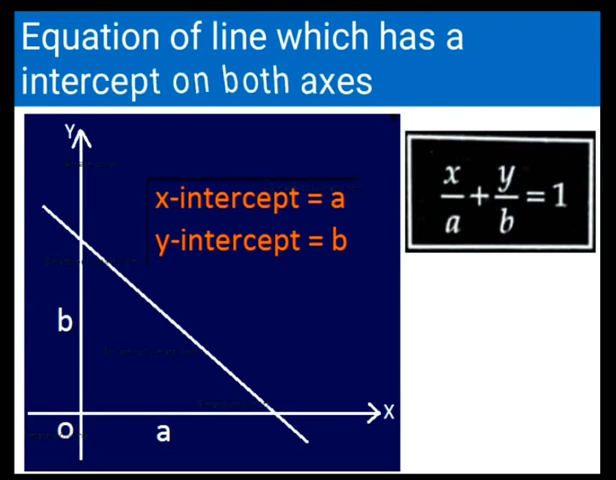 Equation of line which has a
intercept on both axes
Y
x-intercept = a
y-intercept = b
x/a + y/b = 1
b
X
O
a